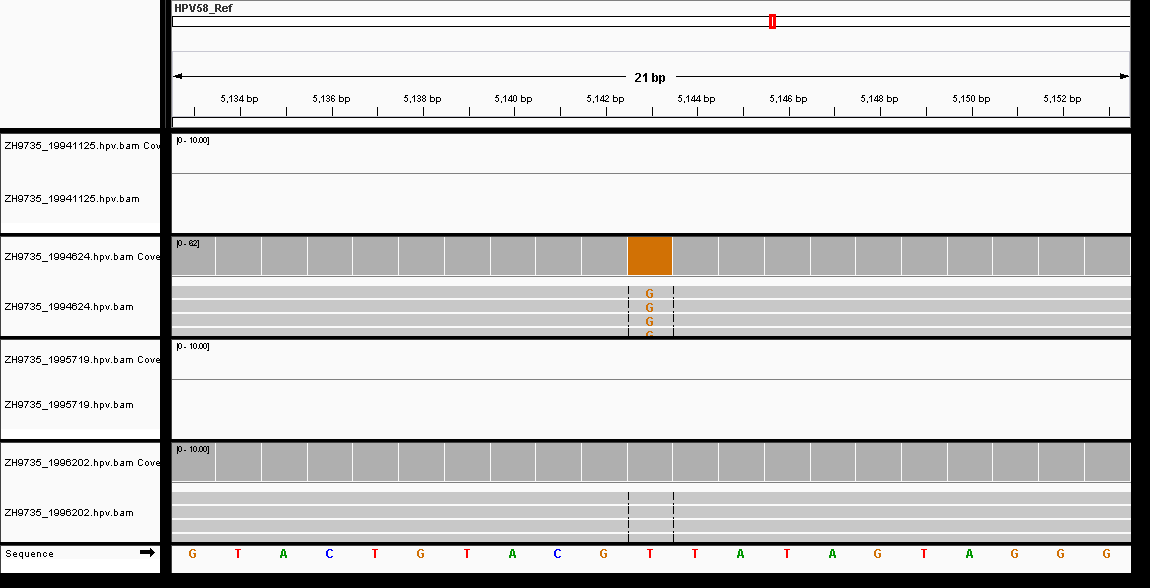 HPV58_Ref
21 bp
5,134 bp 5,136 bp 5,138 bp 5,140 bp 5,142 bp 5,144 bp 5,146 bp 5,148 bp 5,150 bp 5,152 bp
[0 - 10.00]
ZH9735_19941125.hpv.bam Cov
ZH9735_19941125.hpv.bam
[0 - 62]
ZH9735_1994624.hpv.bam Cove
G
ZH9735_1994624.hpv.bam
G
G
G
[0 - 10.00]
ZH9735_1995719.hpv.bam Cove
ZH9735_1995719.hpv.bam
[0 - 10.00]
ZH9735_1996202.hpv.bam Cove
ZH9735_1996202.hpv.bam
Sequence G T A C T G T A C G T T A T A G T A G G G